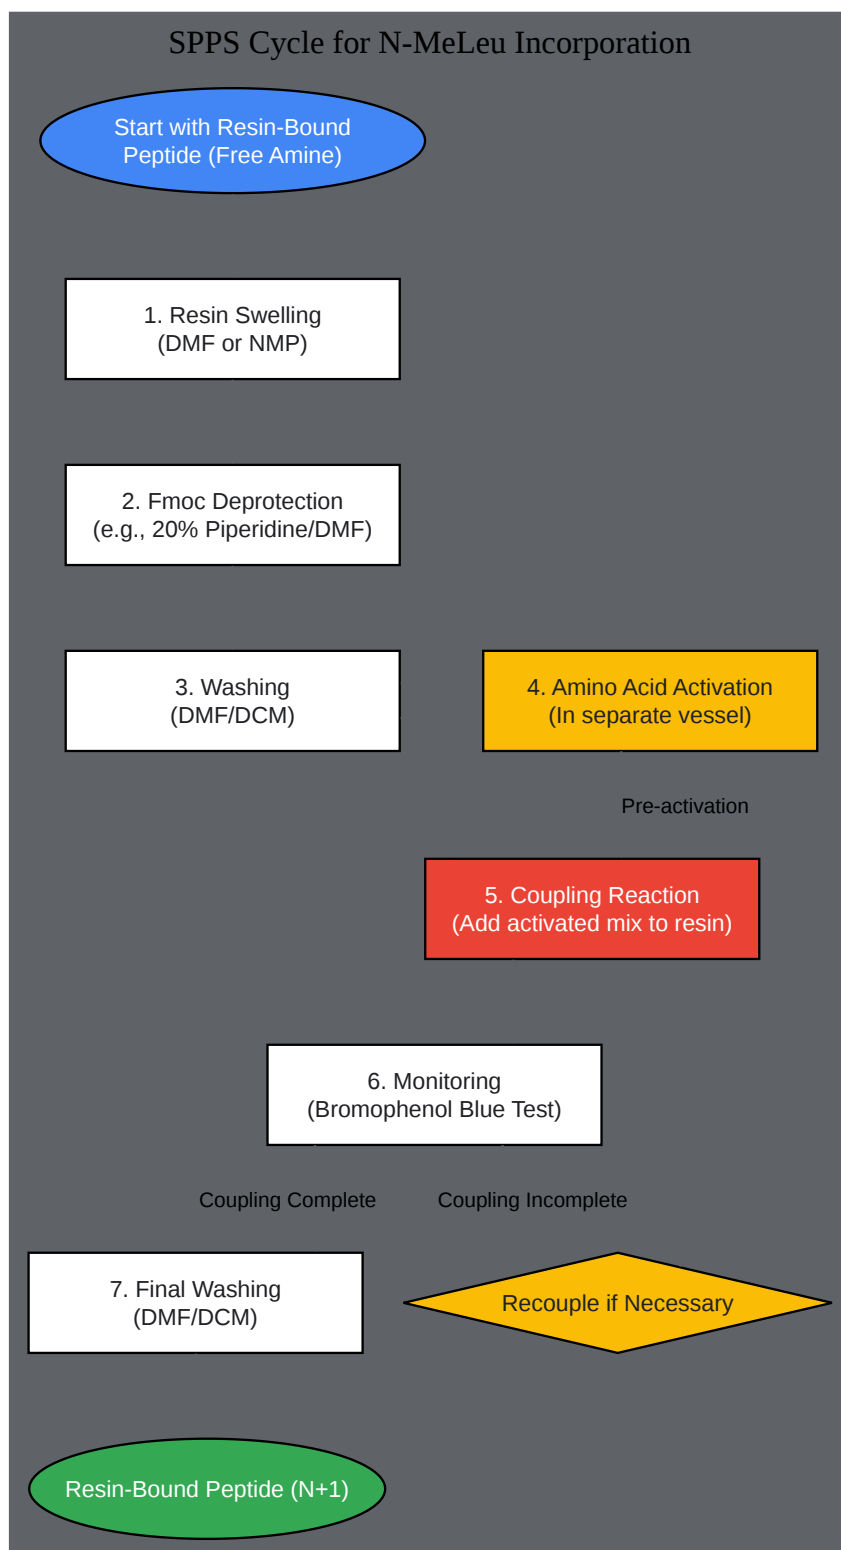 SPPS Cycle for N-MeLeu Incorporation
Start with Resin-Bound
Peptide (Free Amine)
1. Resin Swelling
(DMF or NMP)
2. Fmoc Deprotection
(e.g., 20% Piperidine/DMF)
3. Washing
(DMF/DCM)
4. Amino Acid Activation
(In separate vessel)
Pre-activation
5. Coupling Reaction
(Add activated mix to resin)
6. Monitoring
(Bromophenol Blue Test)
Coupling Complete
Coupling Incomplete
7. Final Washing
(DMF/DCM)
Recouple if Necessary
Resin-Bound Peptide (N+1)